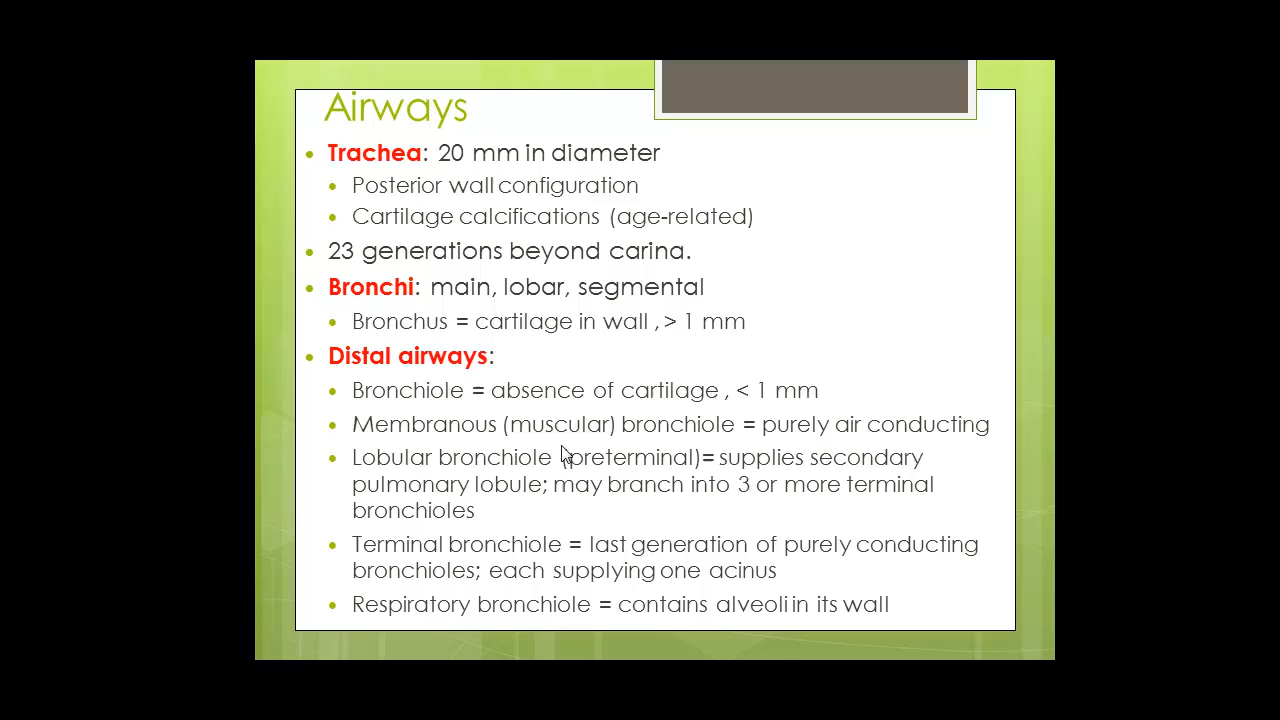 Airways
• Trachea: 20 mm in diameter
• Posterior wall configuration
• Cartilage calcifications (age-related)
• 23 generations beyond carina.
• Bronchi: main, lobar, segmental
• Bronchus = cartilage in wall , > 1 mm
• Distal airways:
• Bronchiole = absence of cartilage , < 1 mm
• Membranous (muscular) bronchiole = purely air conducting
• Lobular bronchiole (preterminal)= supplies secondary
pulmonary lobule; may branch into 3 or more terminal
bronchioles
• Terminal bronchiole = last generation of purely conducting
bronchioles; each supplying one acinus
• Respiratory bronchiole = contains alveoli in its wall